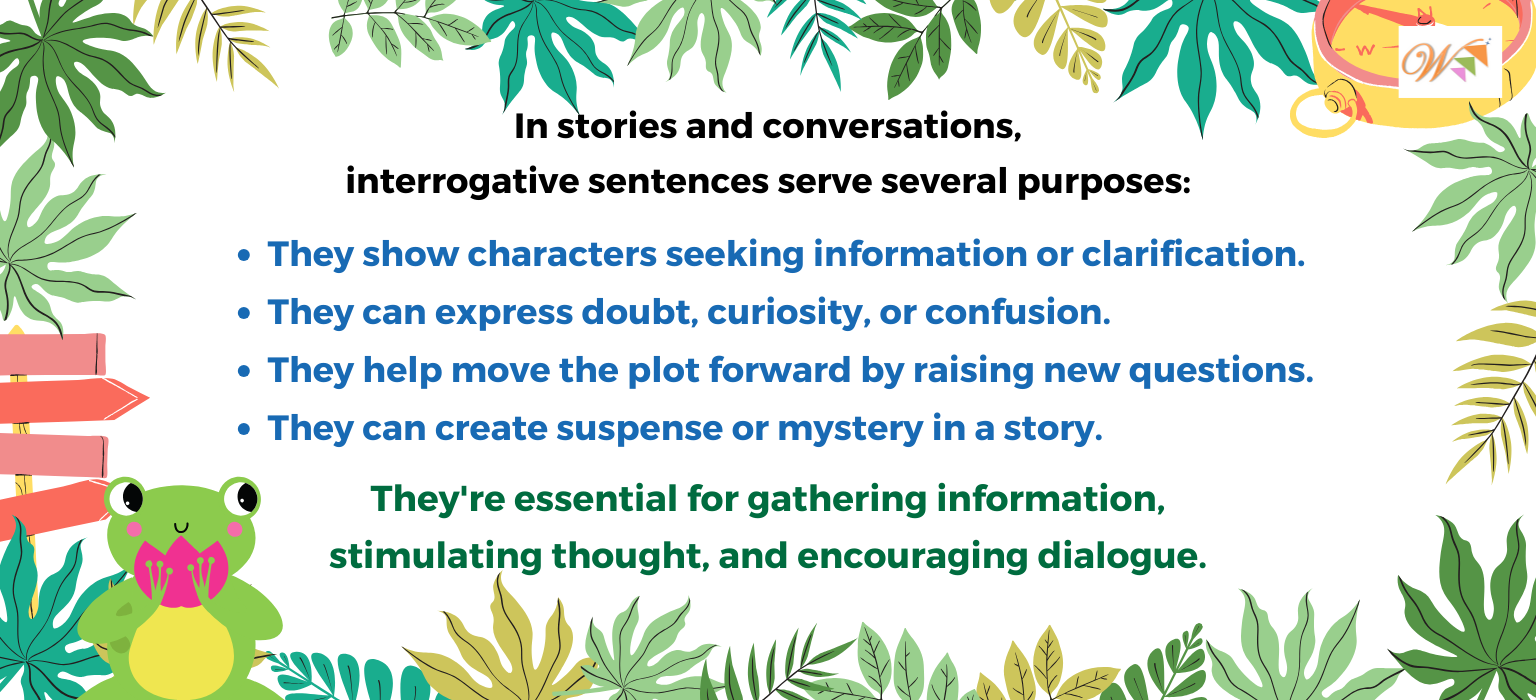 W
W
In stories and conversations,
interrogative sentences serve several purposes:
• They show characters seeking information or clarification.
• They can express doubt, curiosity, or confusion.
• They help move the plot forward by raising new questions.
• They can create suspense or mystery in a story.
They're essential for gathering information,
stimulating thought, and encouraging dialogue.